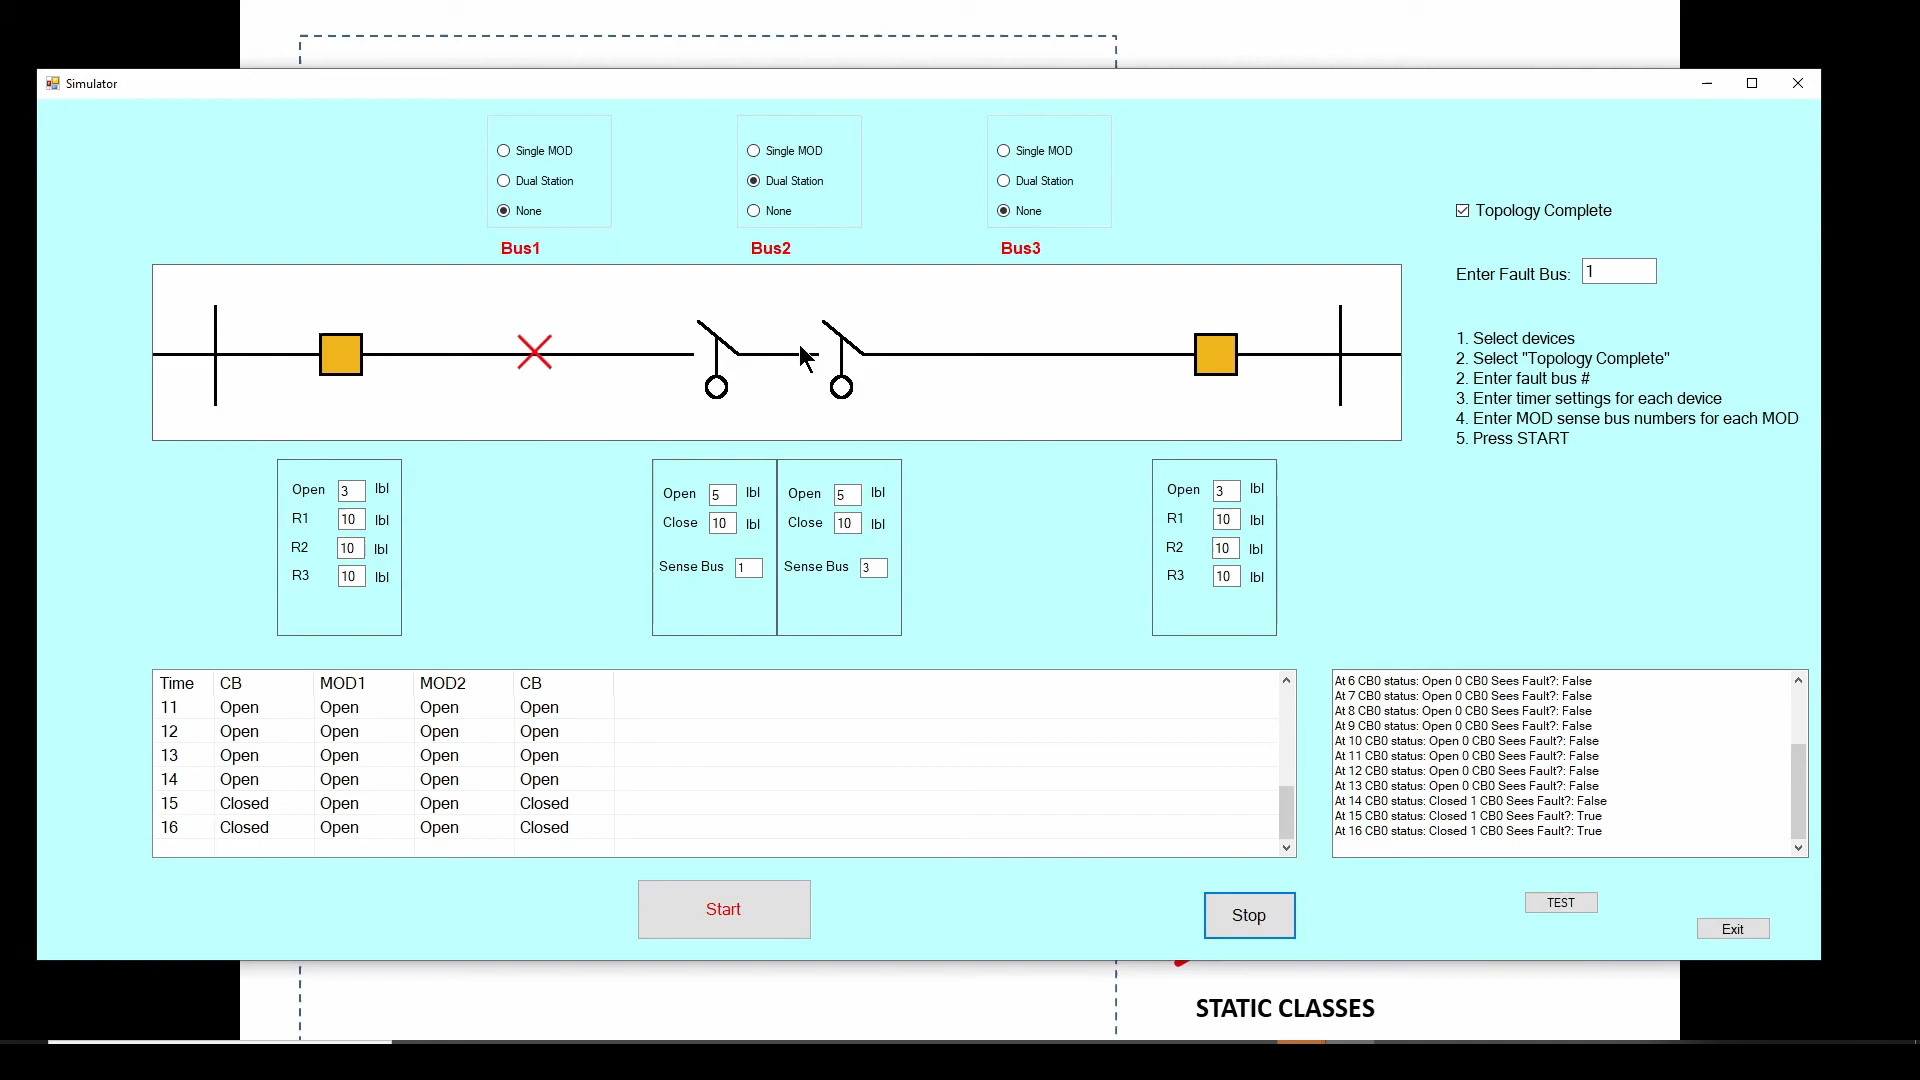 Simulator
Single MOD
Dual Station
None
Single MOD
Dual Station
None
Single MOD
Dual Station
None
Bus1
Bus2
Bus3
Topology Complete
Enter Fault Bus: 1
1. Select devices
2. Select "Topology Complete"
2. Enter fault bus #
3. Enter timer settings for each device
4. Enter MOD sense bus numbers for each MOD
5. Press START
Open 3 lbl
R1 10 lbl
R2 10 lbl
R3 10 lbl
Open 5 lbl
Close 10 lbl
Sense Bus 1
Open 5 lbl
Close 10 lbl
Sense Bus 3
Open 3 lbl
R1 10 lbl
R2 10 lbl
R3 10 lbl
Time CB MOD1 MOD2 CB
11 Open Open Open Open
12 Open Open Open Open
13 Open Open Open Open
14 Open Open Open Open
15 Closed Open Open Closed
16 Closed Open Open Closed
At 6 CB0 status: Open 0 CB0 Sees Fault?: False
At 7 CB0 status: Open 0 CB0 Sees Fault?: False
At 8 CB0 status: Open 0 CB0 Sees Fault?: False
At 9 CB0 status: Open 0 CB0 Sees Fault?: False
At 10 CB0 status: Open 0 CB0 Sees Fault?: False
At 11 CB0 status: Open 0 CB0 Sees Fault?: False
At 12 CB0 status: Open 0 CB0 Sees Fault?: False
At 13 CB0 status: Open 0 CB0 Sees Fault?: False
At 14 CB0 status: Closed 1 CB0 Sees Fault?: False
At 15 CB0 status: Closed 1 CB0 Sees Fault?: True
At 16 CB0 status: Closed 1 CB0 Sees Fault?: True
Start
Stop
TEST
Exit
STATIC CLASSES